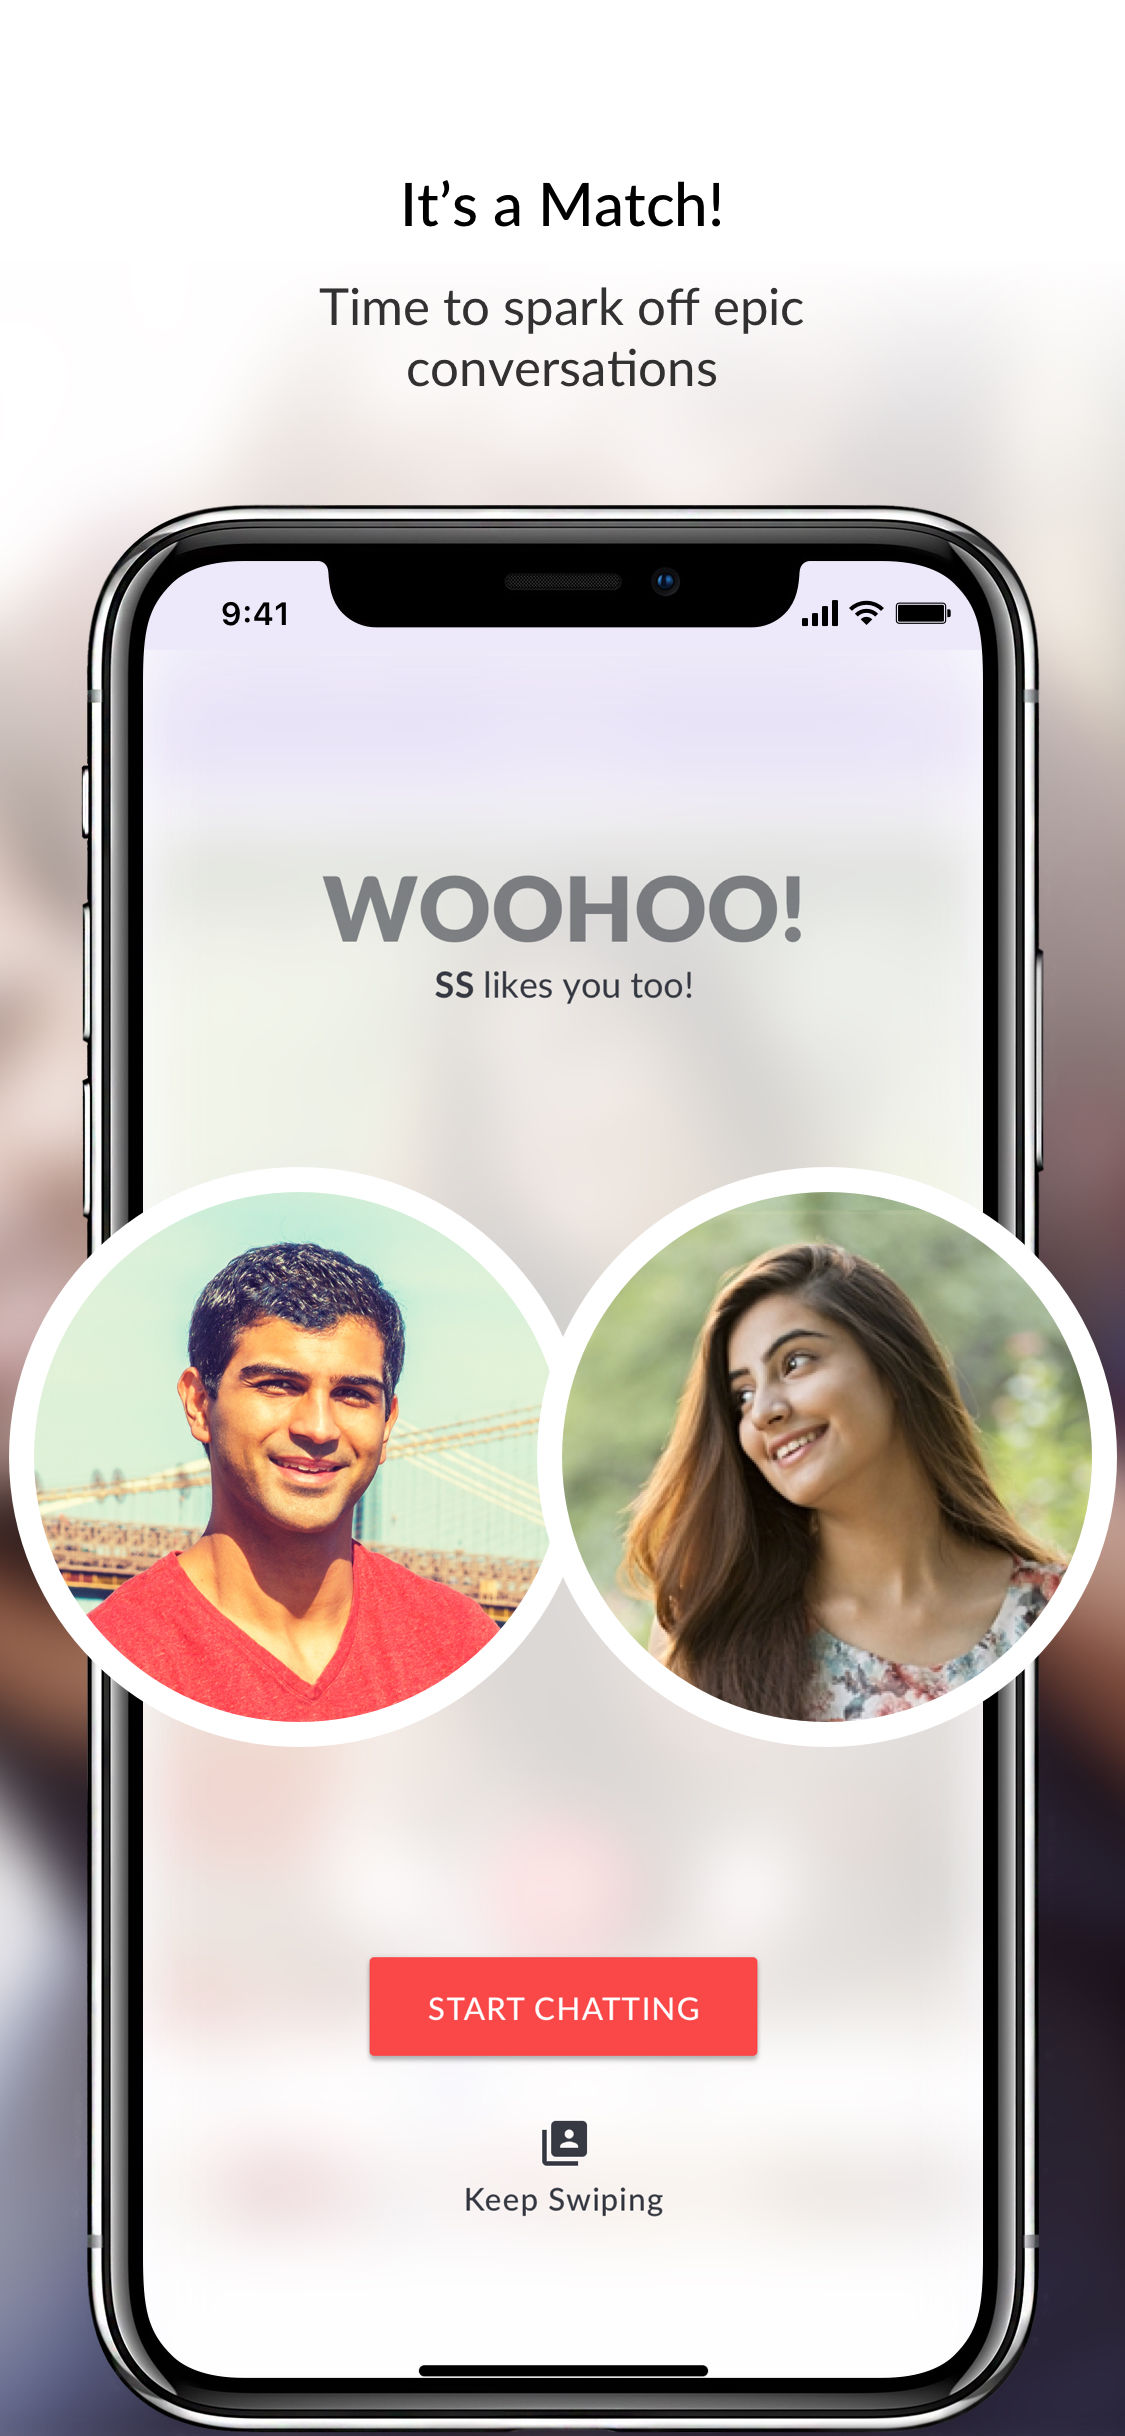 It’s a Match!
Time to spark off epic
conversations
9:41
WOOHOO!
SS likes you too!
START CHATTING
Keep Swiping